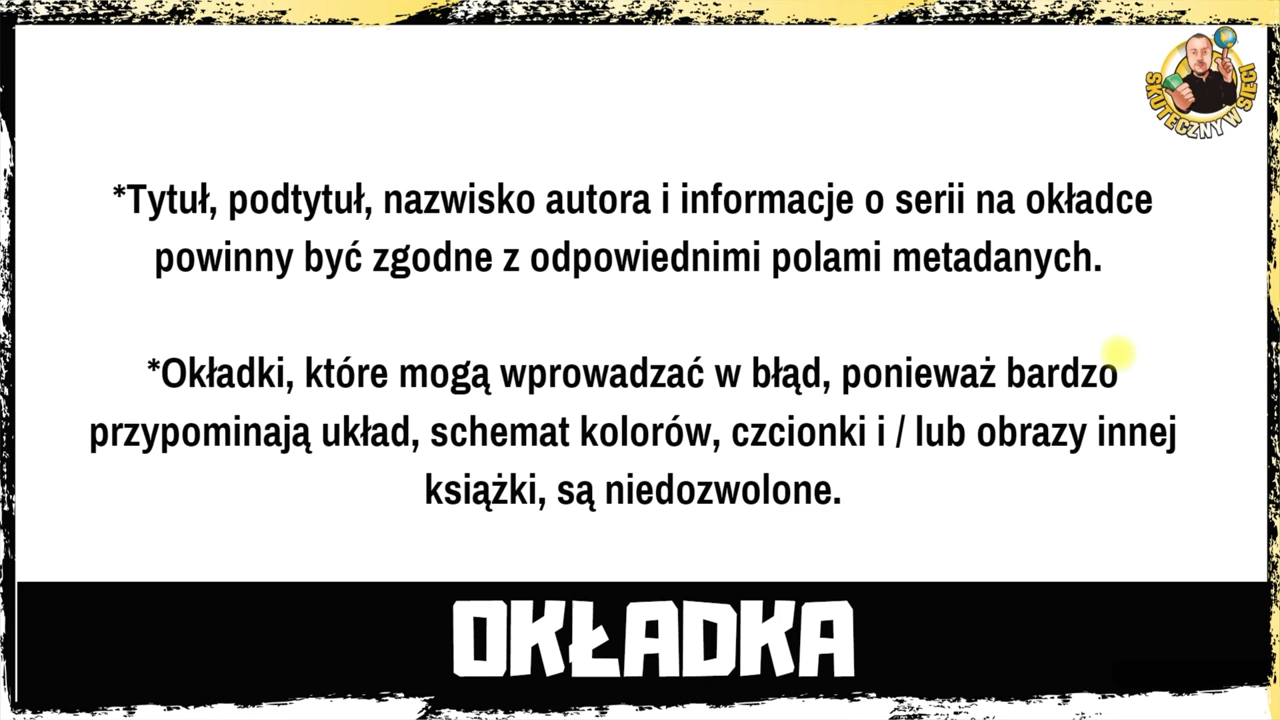 SKUTECZNY W SIECI
*Tytuł, podtytuł, nazwisko autora i informacje o serii na okładce
powinny być zgodne z odpowiednimi polami metadanych.
*Okładki, które mogą wprowadzać w błąd, ponieważ bardzo
przypominają układ, schemat kolorów, czcionki i / lub obrazy innej
książki, są niedozwolone.
OKŁADKA